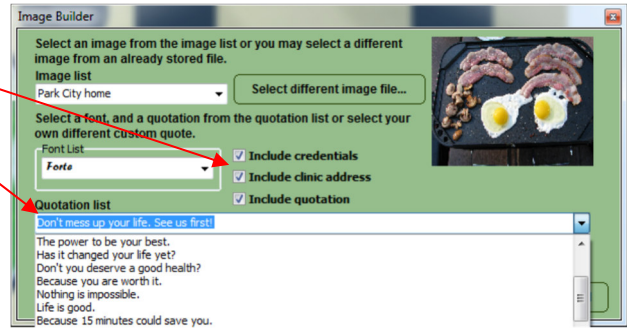 Image Builder
Select an image from the image list or you may select a different
image from an already stored file.
Image list
Park City home
Select different image file...
Select a font, and a quotation from the quotation list or select your
own different custom quote.
Font List
Forte
Include credentials
Include clinic address
Include quotation
Quotation list
Don't mess up your life. See us first!
The power to be your best.
Has it changed your life yet?
Don't you deserve a good health?
Because you are worth it.
Nothing is impossible.
Life is good.
Because 15 minutes could save you.